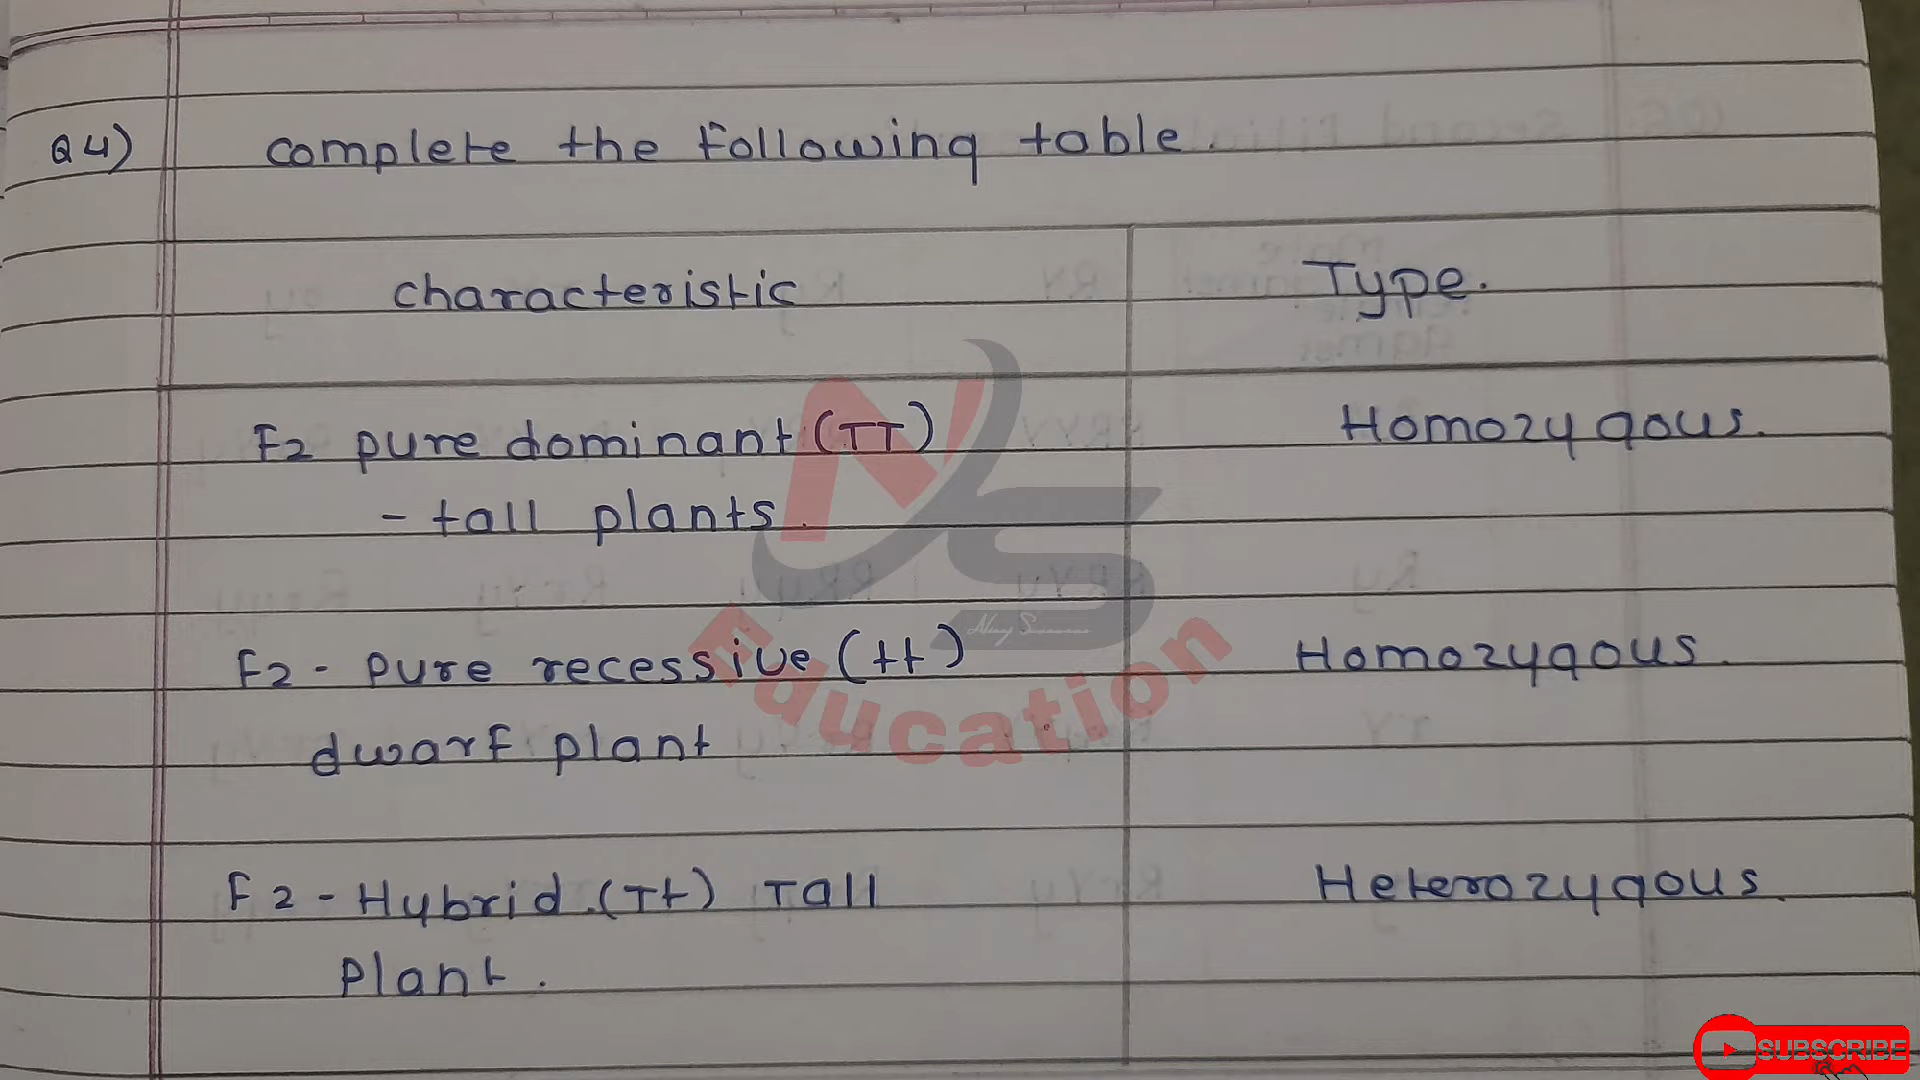 Q4) Complete the Following table.
characteristic Type.
F2 pure dominant (TT) Homozygous.
- tall plants.
F2 - pure recessive (tt) Homozygous.
dwarf plant
F2 - Hybrid (Tt) Tall Heterozygous.
Plant.
NS
Education
SUBSCRIBE